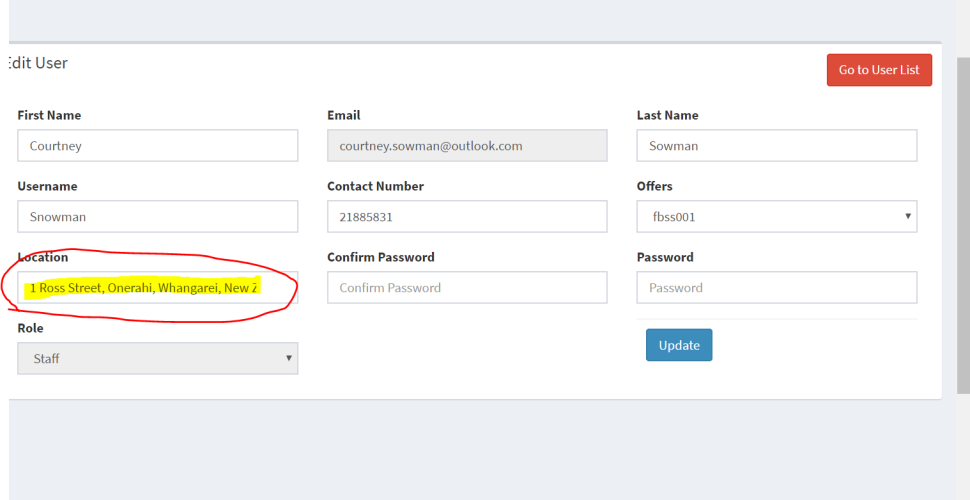 Edit User
Go to User List
First Name
Email
Last Name
Courtney
courtney.sowman@outlook.com
Sowman
Username
Contact Number
Offers
Snowman
21885831
fbss001
Location
Confirm Password
Password
1 Ross Street, Onerahi, Whangarei, New Z
Confirm Password
Password
Role
Staff
Update